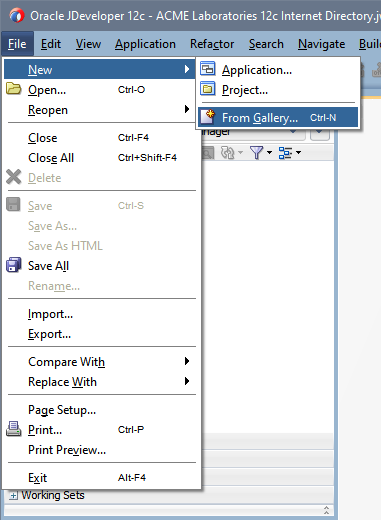 Oracle JDeveloper 12c - ACME Laboratories 12c Internet Directory.j
File Edit View Application Refactor Search Navigate Buil
New
Application...
Open... Ctrl-O
Project...
Reopen
From Gallery... Ctrl-N
nager
Close Ctrl+F4
Close All Ctrl+Shift-F4
Delete
Save Ctrl-S
Save As...
Save As HTML
Save All
Rename...
Import...
Export...
Compare With
Replace With
Page Setup...
Print... Ctrl-P
Print Preview...
Exit Alt-F4
Working Sets